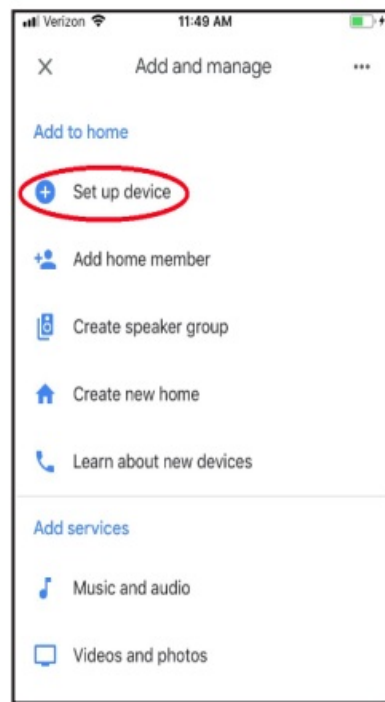 Verizon 11:49 AM
Add and manage
Add to home
Set up device
Add home member
Create speaker group
Create new home
Learn about new devices
Add services
Music and audio
Videos and photos